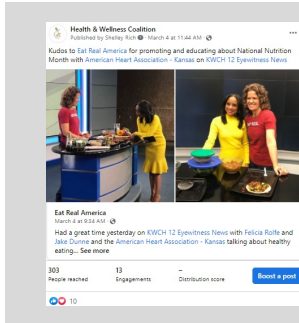 Health & Wellness Coalition
Published by Shelley Rich · March 4 at 11:44 AM ·
Kudos to Eat Real America for promoting and educating about National Nutrition
Month with American Heart Association - Kansas on KWCH 12 Eyewitness News
Eat Real America
March 4 at 9:34 AM ·
Had a great time yesterday on KWCH 12 Eyewitness News with Felicia Rolfe and
Jake Dunne and the American Heart Association - Kansas talking about healthy
eating... See more
303 13 –
People reached Engagements Distribution score
Boost a post
10